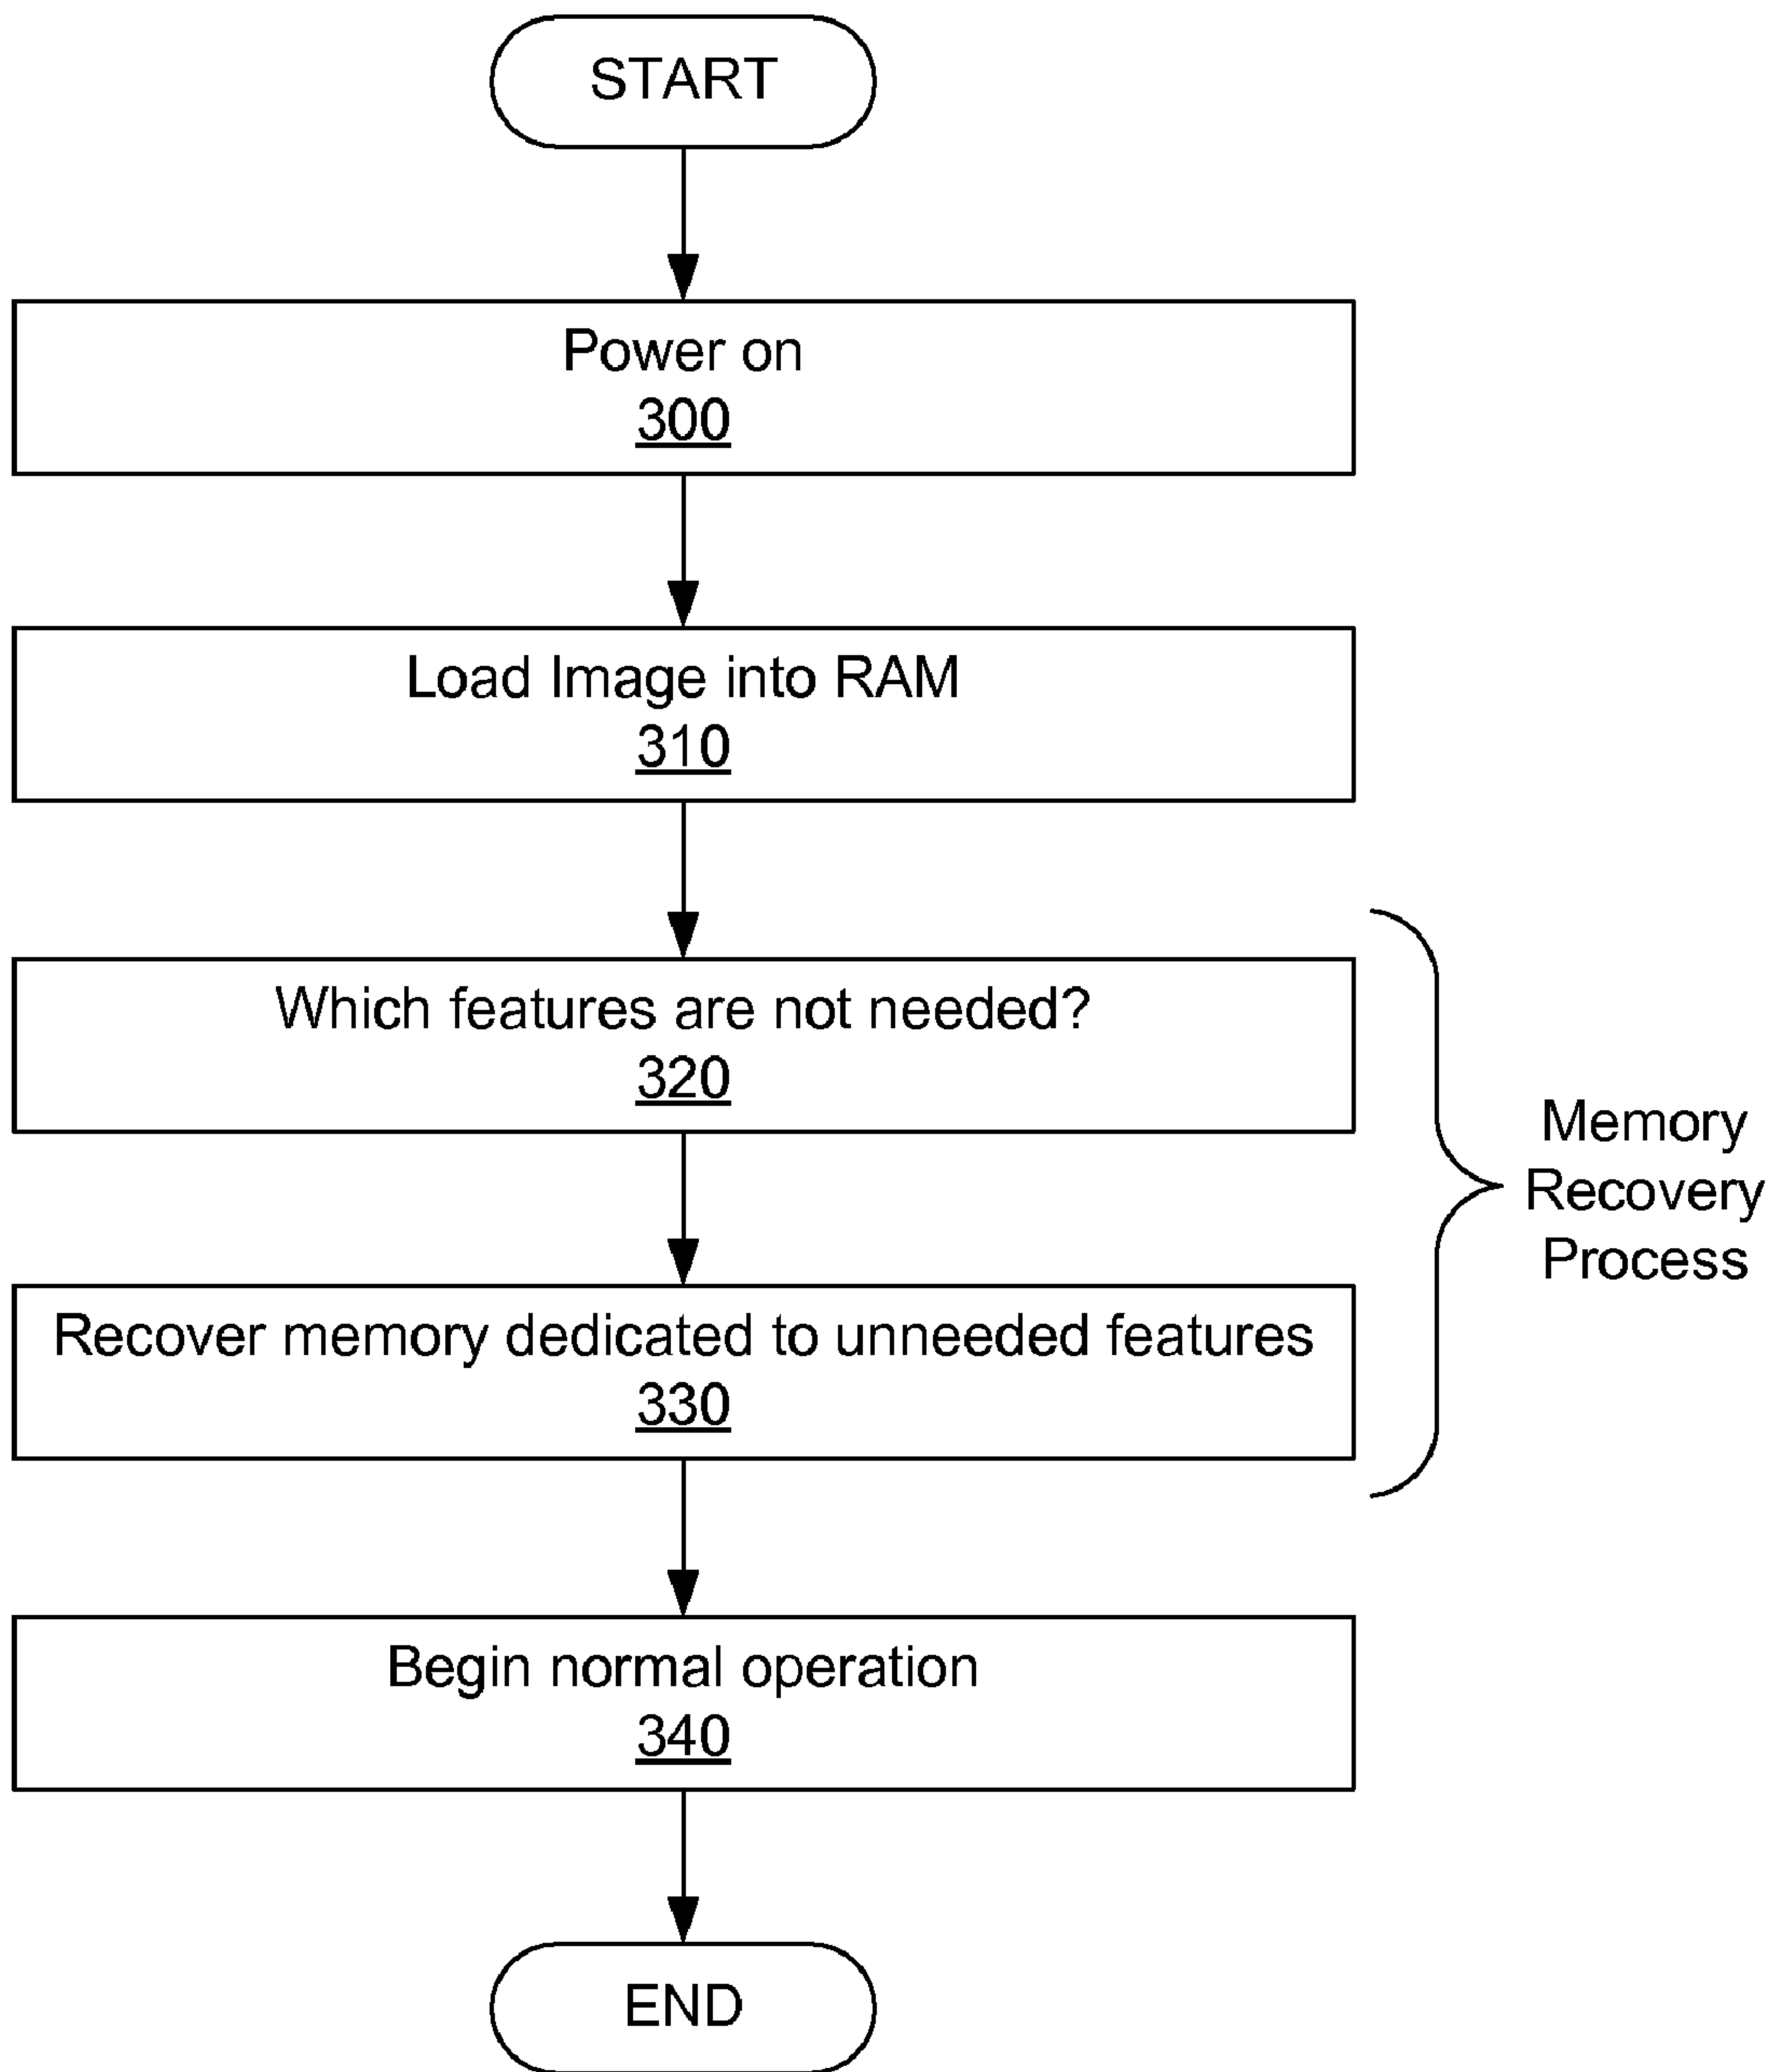 START
Power on
300
Load Image into RAM
310
Which features are not needed?
320
Recover memory dedicated to unneeded features
330
Memory
Recovery
Process
Begin normal operation
340
END